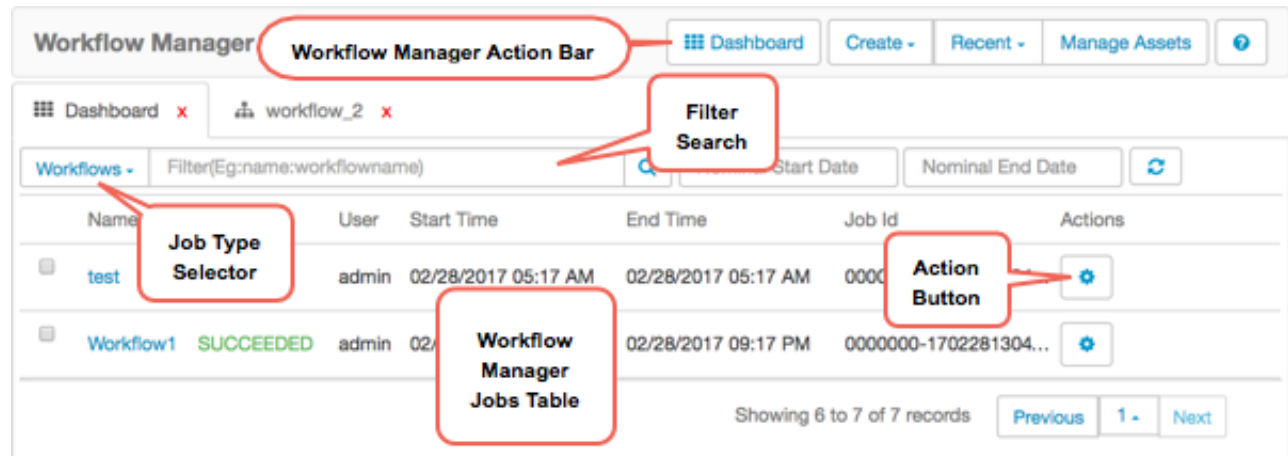 Workflow Manager
Workflow Manager Action Bar
Dashboard
Create
Recent
Manage Assets
Dashboard x
workflow_2 x
Filter
Search
Workflows
Filter(Eg:name:workflowname)
Start Date
Nominal End Date
Name
User
Start Time
End Time
Job Id
Actions
Job Type
Selector
test
admin
02/28/2017 05:17 AM
02/28/2017 05:17 AM
Action
Button
Workflow1
SUCCEEDED
admin
02/
Workflow
Manager
Jobs Table
02/28/2017 09:17 PM
0000000-1702281304...
Showing 6 to 7 of 7 records
Previous
1
Next